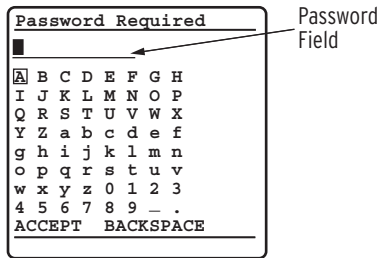 Password Required
Password
Field
A B C D E F G H
I J K L M N O P
Q R S T U V W X
Y Z a b c d e f
g h i j k l m n
o p q r s t u v
w x y z 0 1 2 3
4 5 6 7 8 9 _ .
ACCEPT BACKSPACE